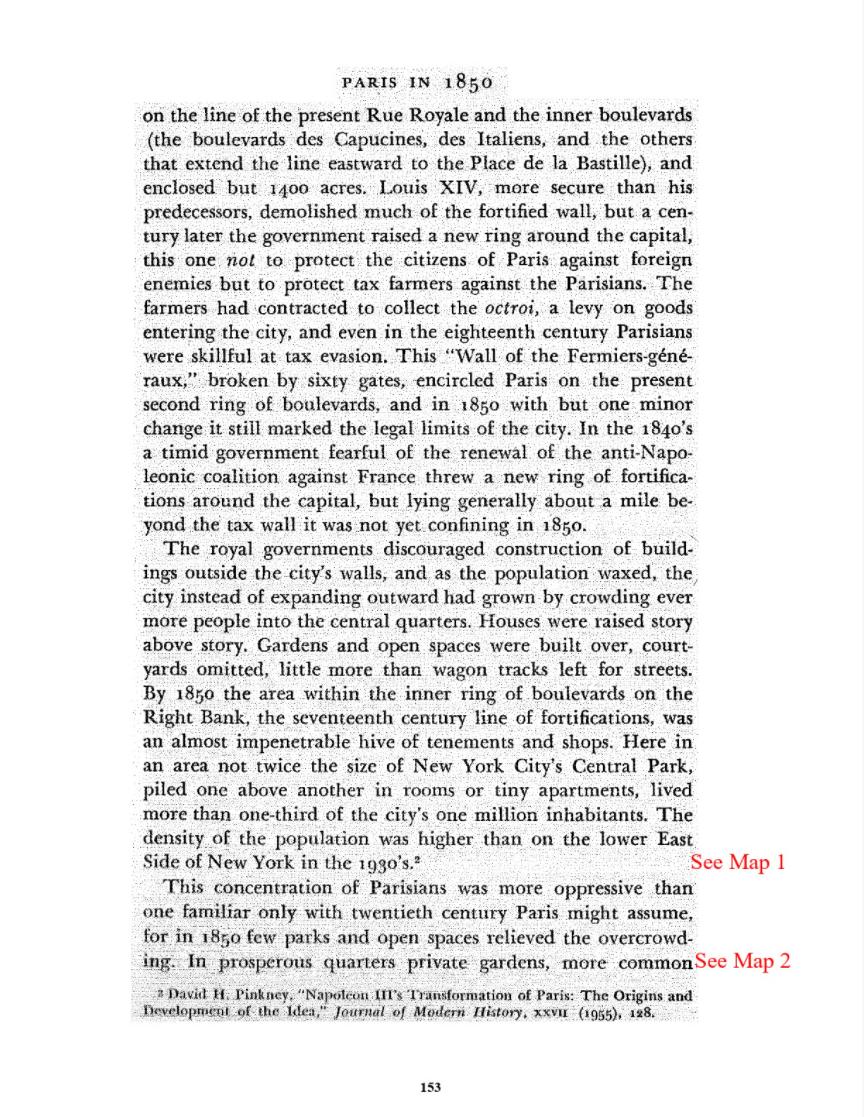 PARIS IN 1850
on the line of the present Rue Royale and the inner boulevards
(the boulevards des Capucines, des Italiens, and the others
that extend the line eastward to the Place de la Bastille), and
enclosed but 1400 acres. Louis XIV, more secure than his
predecessors, demolished much of the fortified wall, but a cen-
tury later the government raised a new ring around the capital,
this one not to protect the citizens of Paris against foreign
enemies but to protect tax farmers against the Parisians. The
farmers had contracted to collect the octroi, a levy on goods
entering the city, and even in the eighteenth century Parisians
were skillful at tax evasion. This “Wall of the Fermiers-géné-
raux,” broken by sixty gates, encircled Paris on the present
second ring of boulevards, and in 1850 with but one minor
change it still marked the legal limits of the city. In the 1840’s
a timid government fearful of the renewal of the anti-Napo-
leonic coalition against France threw a new ring of fortifica-
tions around the capital, but lying generally about a mile be-
yond the tax wall it was not yet confining in 1850.
The royal governments discouraged construction of build-
ings outside the city’s walls, and as the population waxed, the
city instead of expanding outward had grown by crowding ever
more people into the central quarters. Houses were raised story
above story. Gardens and open spaces were built over, court-
yards omitted, little more than wagon tracks left for streets.
By 1850 the area within the inner ring of boulevards on the
Right Bank, the seventeenth century line of fortifications, was
an almost impenetrable hive of tenements and shops. Here in
an area not twice the size of New York City’s Central Park,
piled one above another in rooms or tiny apartments, lived
more than one-third of the city’s one million inhabitants. The
density of the population was higher than on the lower East
Side of New York in the 1930’s.²
See Map 1
This concentration of Parisians was more oppressive than
one familiar only with twentieth century Paris might assume,
for in 1850 few parks and open spaces relieved the overcrowd-
ing. In prosperous quarters private gardens, more common
See Map 2
² David H. Pinkney, “Napoleon III’s Transformation of Paris: The Origins and
Development of the Idea,” Journal of Modern History, XXVII (1955), 128.
153